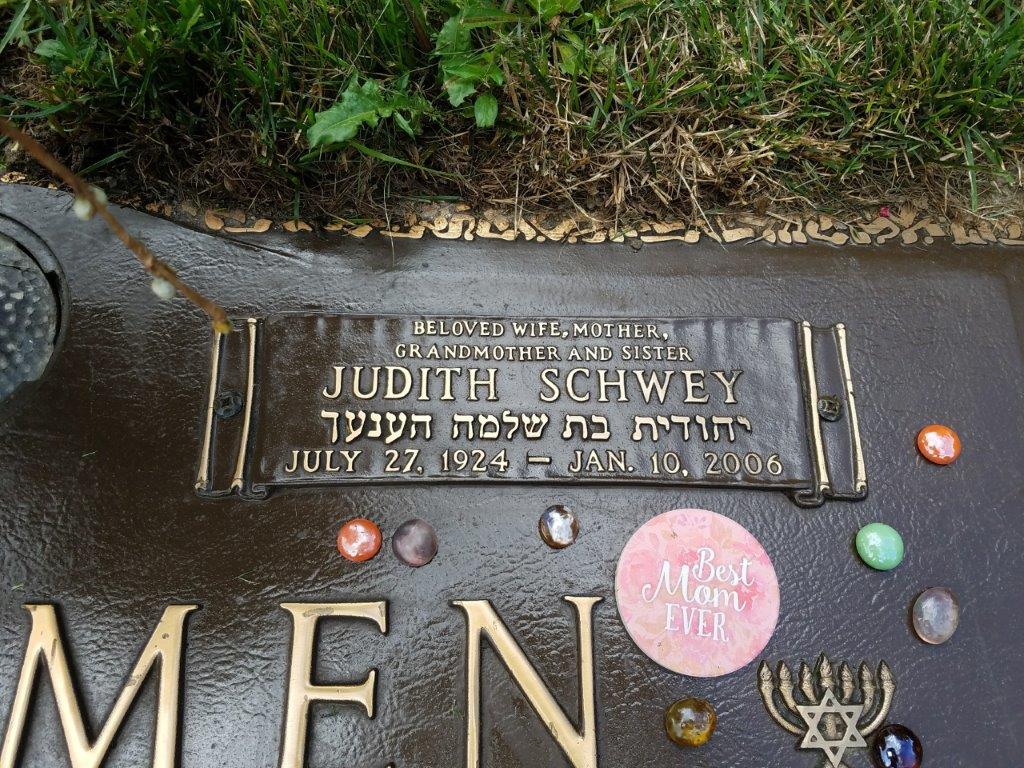 BELOVED WIFE, MOTHER,
GRANDMOTHER AND SISTER
JUDITH SCHWEY
יהודית בת שלמה הענעך
JULY 27, 1924 – JAN. 10, 2006
Best
Mom
EVER
MEN